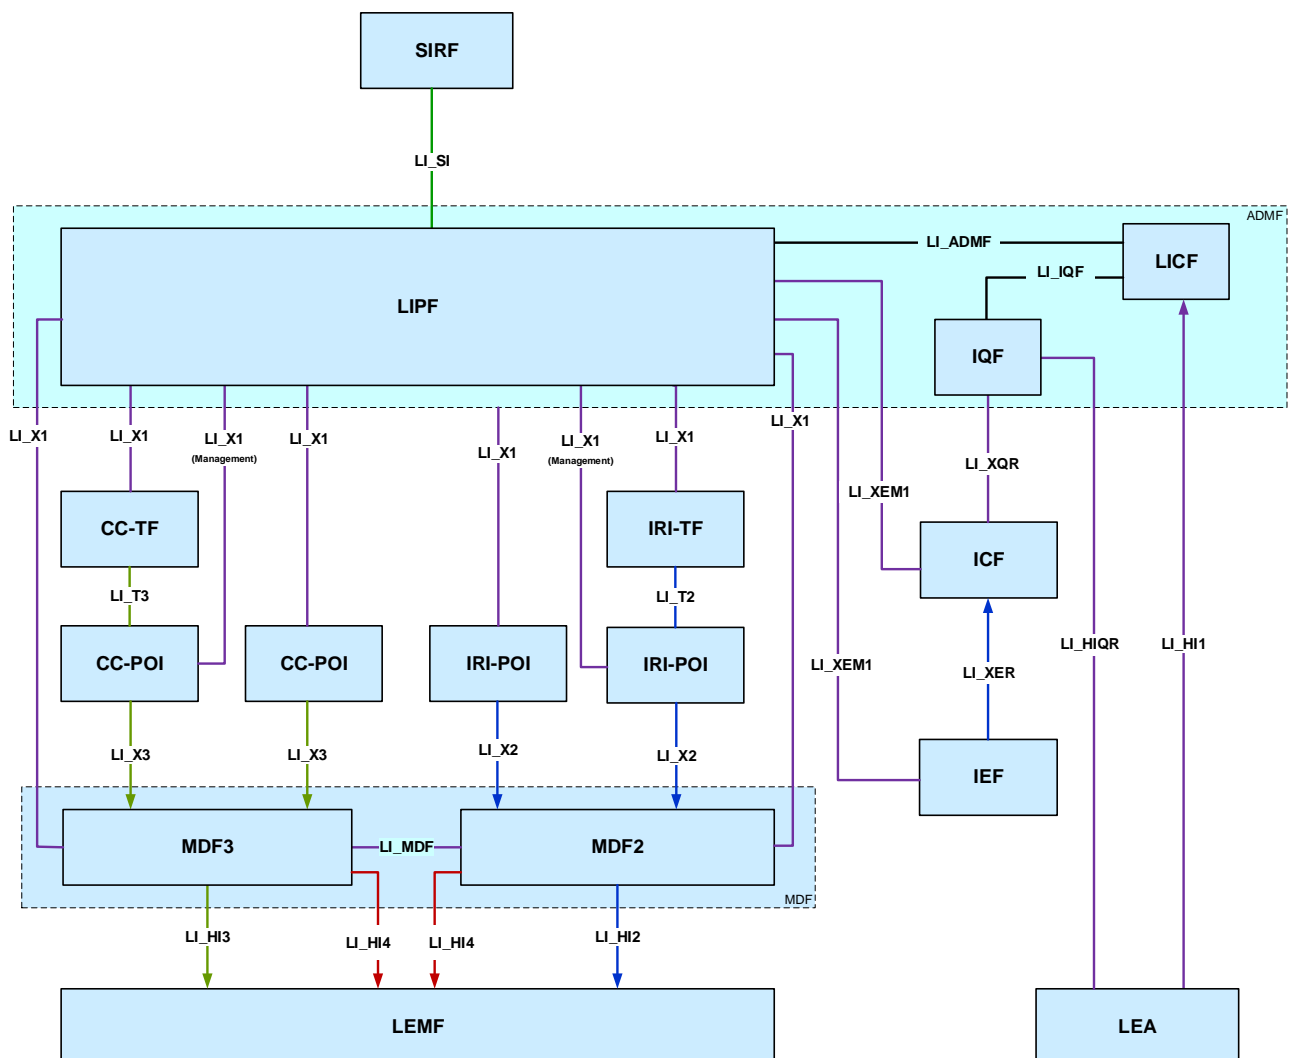 SIRF
LI_SI
ADMF
LI_ADMF
LICF
LI_IQF
LIPF
IQF
LI_X1
LI_X1
LI_X1
(Management)
LI_X1
LI_X1
LI_X1
(Management)
LI_X1
LI_X1
LI_XQR
LI_XEM1
CC-TF
IRI-TF
ICF
LI_T3
LI_T2
CC-POI
CC-POI
IRI-POI
IRI-POI
LI_XEM1
LI_XER
LI_HIQR
LI_HI1
LI_X3
LI_X3
LI_X2
LI_X2
IEF
MDF3
LI_MDF
MDF2
MDF
LI_HI3
LI_HI4
LI_HI4
LI_HI2
LEMF
LEA